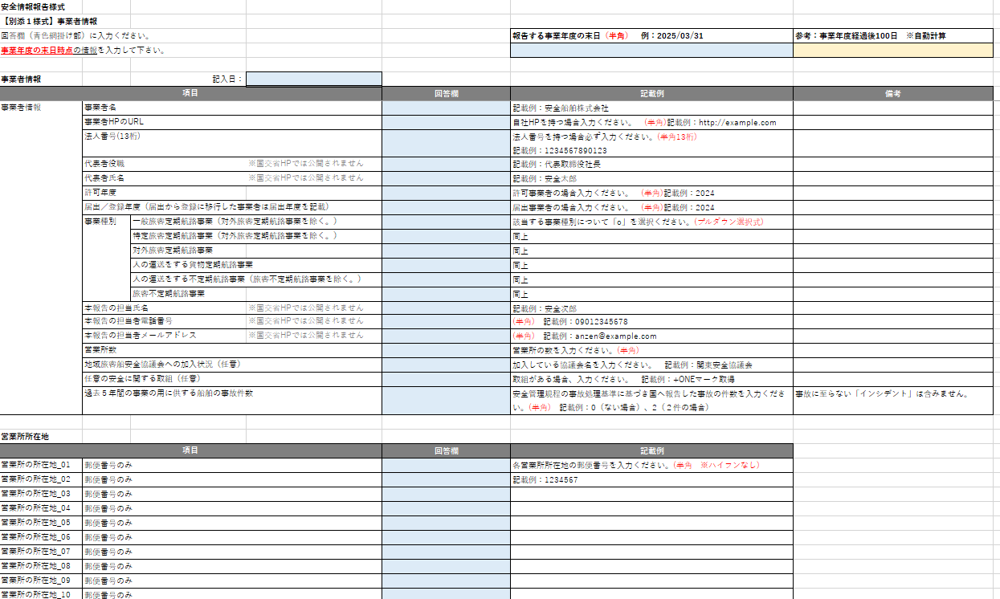 安全情報報告様式
【別添１様式】事業者情報
回答欄（青色網掛け部）に入力ください。
報告する事業年度の末日（半角）　例：2025/03/31
参考：事業年度経過後100日　※自動計算
事業年度の末日時点の情報を入力して下さい。
事業者情報
記入日：
項目
回答欄
記載例
備考
事業者情報
事業者名
記載例：安全船舶株式会社
事業者HPのURL
自社HPを持つ場合入力ください。　(半角)記載例：http://example.com
法人番号(13桁)
法人番号を持つ場合必ず入力ください。(半角13桁)
記載例：1234567890123
代表者役職
※国交省HPでは公開されません
記載例：代表取締役社長
代表者氏名
※国交省HPでは公開されません
記載例：安全太郎
許可年度
許可事業者の場合入力ください。　(半角)記載例：2024
届出／登録年度（届出から登録に移行した事業者は届出年度を記載）
届出事業者の場合入力ください。　(半角)記載例：2024
事業種別
一般旅客定期航路事業（対外旅客定期航路事業を除く。）
該当する事業種別について「o」を選択ください。(プルダウン選択式)
特定旅客定期航路事業（対外旅客定期航路事業を除く。）
同上
対外旅客定期航路事業
同上
人の運送をする貨物定期航路事業
同上
人の運送をする不定期航路事業（旅客不定期航路事業を除く。）
同上
旅客不定期航路事業
同上
本報告の担当氏名
※国交省HPでは公開されません
記載例：安全次郎
本報告の担当者電話番号
※国交省HPでは公開されません
(半角)　記載例：09012345678
本報告の担当者メールアドレス
※国交省HPでは公開されません
(半角)　記載例：anzen@example.com
営業所数
営業所の数を入力ください。(半角)
地域旅客船安全協議会への加入状況（任意）
加入している協議会名を入力ください。　記載例：関東安全協議会
任意の安全に関する取組（任意）
取組がある場合、入力ください。　記載例：+ONEマーク取得
過去５年間の事業の用に供する船舶の事故件数
安全管理規程の事故処理基準に基づき国へ報告した事故の件数を入力くださ
い。(半角)　記載例：0（ない場合）、2（２件の場合）
事故に至らない「インシデント」は含みません。
営業所所在地
項目
回答欄
記載例
営業所の所在地_01
郵便番号のみ
各営業所所在地の郵便番号を入力ください。(半角　※ハイフンなし)
営業所の所在地_02
郵便番号のみ
記載例：1234567
営業所の所在地_03
郵便番号のみ
営業所の所在地_04
郵便番号のみ
営業所の所在地_05
郵便番号のみ
営業所の所在地_06
郵便番号のみ
営業所の所在地_07
郵便番号のみ
営業所の所在地_08
郵便番号のみ
営業所の所在地_09
郵便番号のみ
営業所の所在地_10
郵便番号のみ